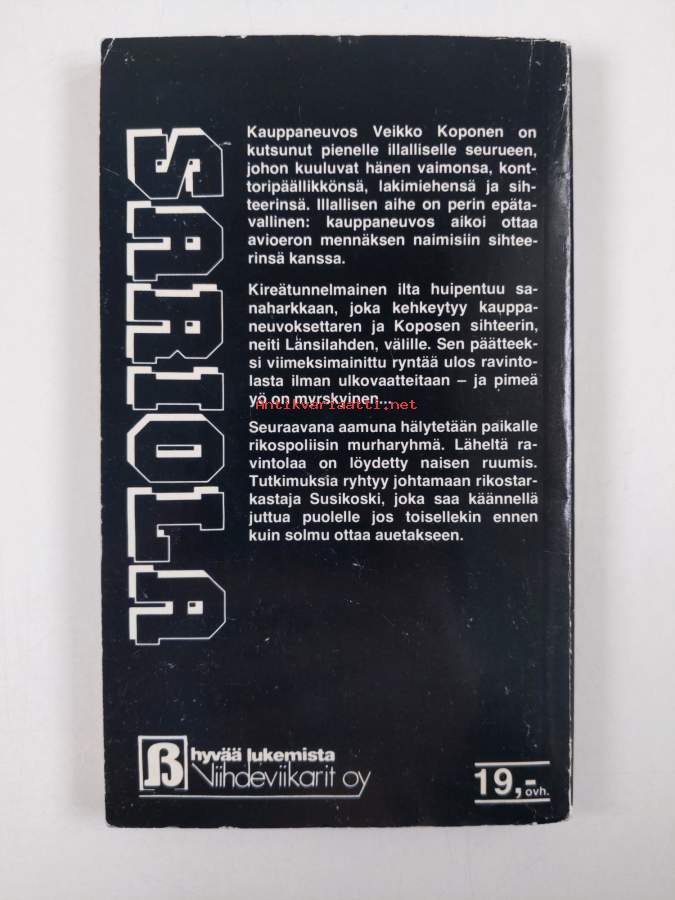 SARIOLA
Kauppaneuvos Veikko Koponen on
kutsunut pienelle illalliselle seurueen,
johon kuuluvat hänen vaimonsa, kont-
toripäällikkönsä, lakimiehensä ja sih-
teerinsä. Illallisen aihe on perin epäta-
vallinen: kauppaneuvos aikoi ottaa
avioeron mennäksen naimisiin sihtee-
rinsä kanssa.
Kireätunnelmainen ilta huipentuu sa-
naharkkaan, joka kehkeytyy kauppa-
neuvoksettaren ja Koposen sihteerin,
neiti Länsilahden, välille. Sen päätteek-
si viimeksimainittu ryntää ulos ravinto-
lasta ilman ulkovaatteitaan – ja pimeä
yö on myrskyinen...
Antikvariaatti.net
Seuraavana aamuna hälytetään paikalle
rikospoliisin murharyhmä. Läheltä ra-
vintolaa on löydetty naisen ruumis.
Tutkimuksia ryhtyy johtamaan rikostar-
kastaja Susikoski, joka saa käännellä
juttua puolelle jos toisellekin ennen
kuin solmu ottaa auetakseen.
ß hyvää lukemista
Viihdeviikarit oy
19,- ovh.